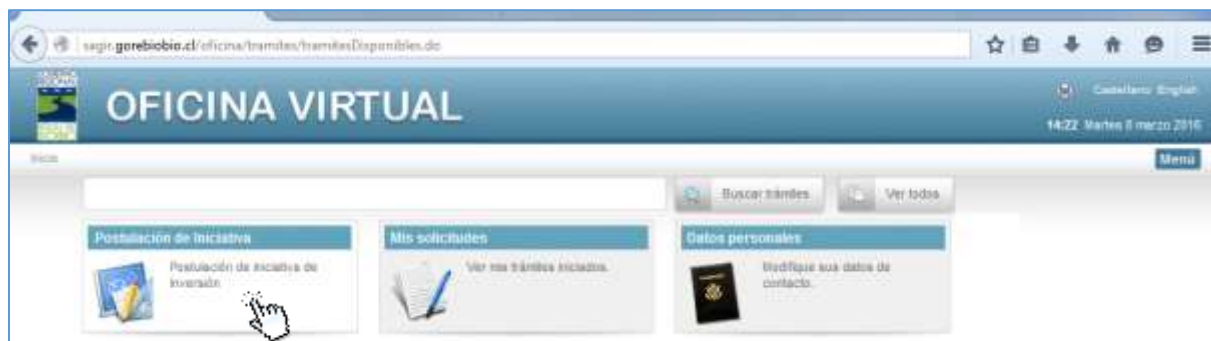 sagir.gorebiobio.cl/oficina/tramites/tramitesDisponibles.do
OFICINA VIRTUAL
Castellano English
14:22 Martes 8 marzo 2016
Inicio
Menú
Buscar trámites
Ver todos
Postulación de Iniciativa
Postulación de Iniciativa de
Inversión
Mis solicitudes
Ver mis trámites iniciados.
Datos personales
Modifique sus datos de
contacto.